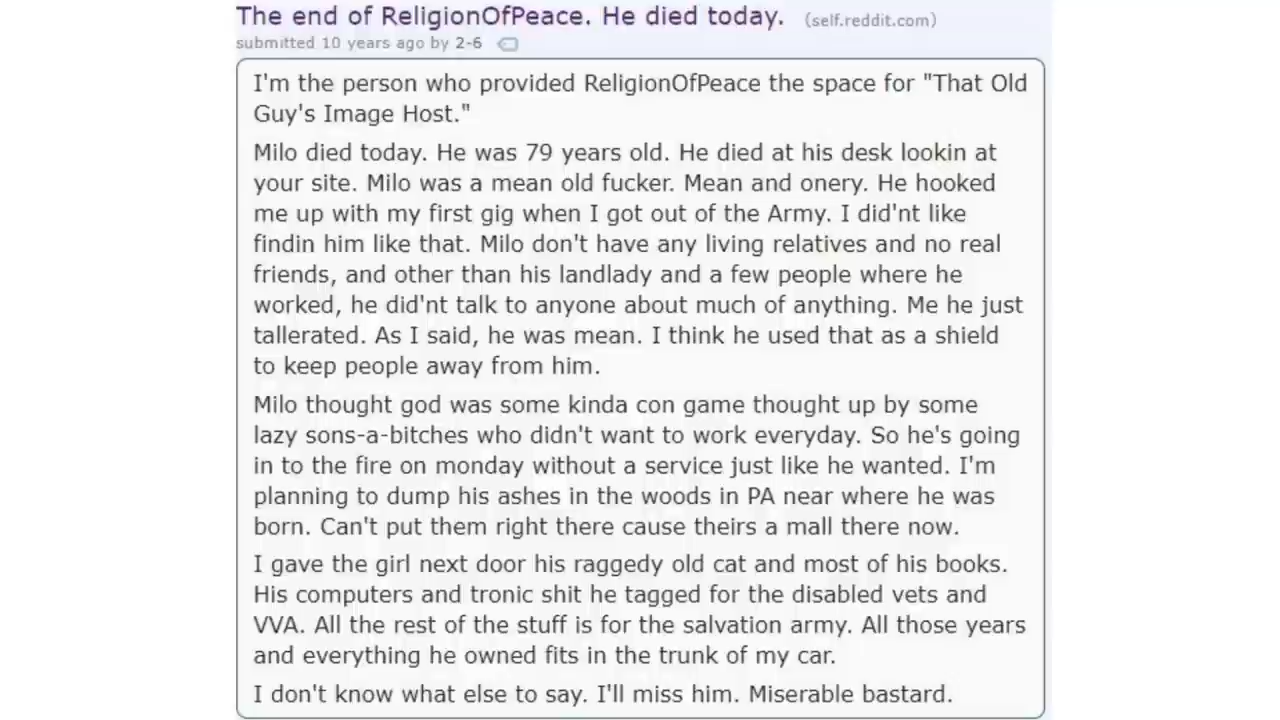 The end of ReligionOfPeace. He died today. (self.reddit.com)
submitted 10 years ago by 2-6
I'm the person who provided ReligionOfPeace the space for "That Old
Guy's Image Host."
Milo died today. He was 79 years old. He died at his desk lookin at
your site. Milo was a mean old fucker. Mean and onery. He hooked
me up with my first gig when I got out of the Army. I did'nt like
findin him like that. Milo don't have any living relatives and no real
friends, and other than his landlady and a few people where he
worked, he did'nt talk to anyone about much of anything. Me he just
tallerated. As I said, he was mean. I think he used that as a shield
to keep people away from him.
Milo thought god was some kinda con game thought up by some
lazy sons-a-bitches who didn't want to work everyday. So he's going
in to the fire on monday without a service just like he wanted. I'm
planning to dump his ashes in the woods in PA near where he was
born. Can't put them right there cause theirs a mall there now.
I gave the girl next door his raggedy old cat and most of his books.
His computers and tronic shit he tagged for the disabled vets and
VVA. All the rest of the stuff is for the salvation army. All those years
and everything he owned fits in the trunk of my car.
I don't know what else to say. I'll miss him. Miserable bastard.